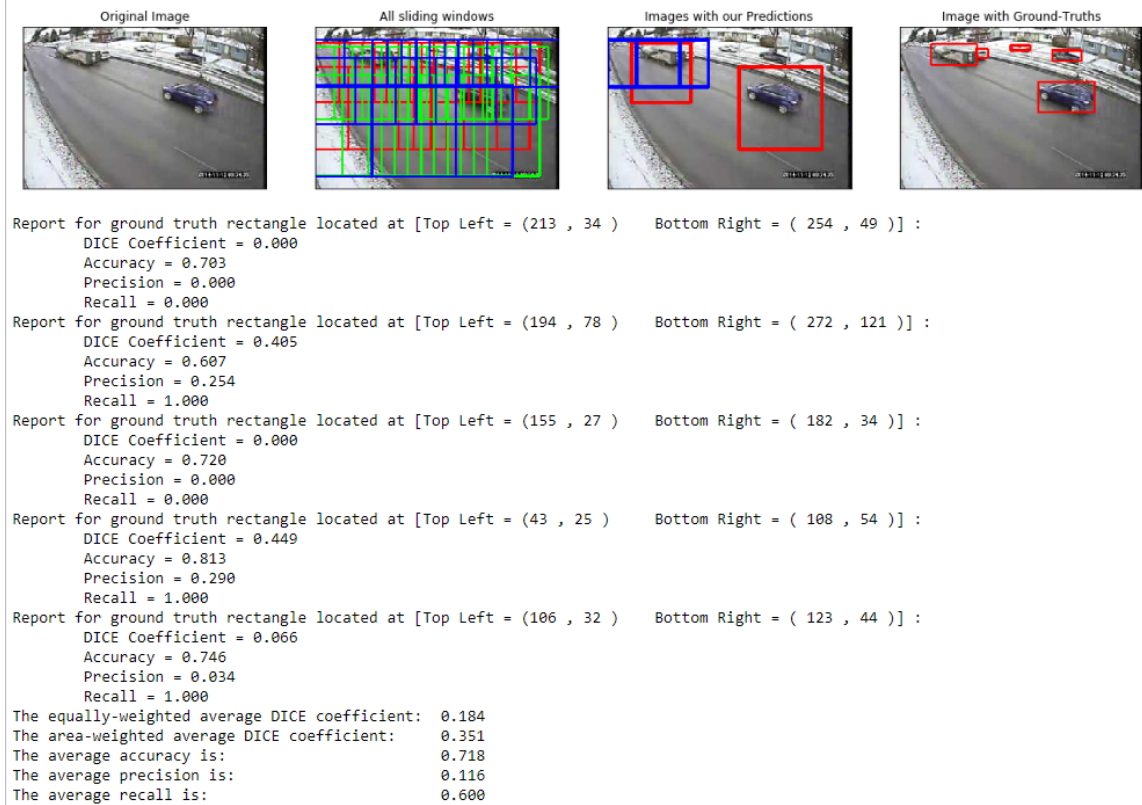 Original Image All sliding windows Images with our Predictions Image with Ground-Truths
Report for ground truth rectangle located at [Top Left = (213 , 34 ) Bottom Right = ( 254 , 49 )] :
DICE Coefficient = 0.000
Accuracy = 0.703
Precision = 0.000
Recall = 0.000
Report for ground truth rectangle located at [Top Left = (194 , 78 ) Bottom Right = ( 272 , 121 )] :
DICE Coefficient = 0.405
Accuracy = 0.607
Precision = 0.254
Recall = 1.000
Report for ground truth rectangle located at [Top Left = (155 , 27 ) Bottom Right = ( 182 , 34 )] :
DICE Coefficient = 0.000
Accuracy = 0.720
Precision = 0.000
Recall = 0.000
Report for ground truth rectangle located at [Top Left = (43 , 25 ) Bottom Right = ( 108 , 54 )] :
DICE Coefficient = 0.449
Accuracy = 0.813
Precision = 0.290
Recall = 1.000
Report for ground truth rectangle located at [Top Left = (106 , 32 ) Bottom Right = ( 123 , 44 )] :
DICE Coefficient = 0.066
Accuracy = 0.746
Precision = 0.034
Recall = 1.000
The equally-weighted average DICE coefficient: 0.184
The area-weighted average DICE coefficient: 0.351
The average accuracy is: 0.718
The average precision is: 0.116
The average recall is: 0.600